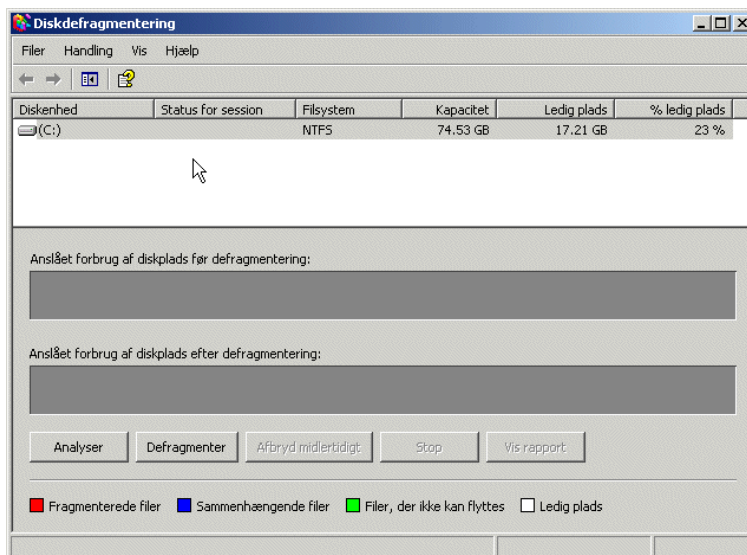 Diskdefragmentering
Filer Handling Vis Hjælp
Diskenhed Status for session Filsystem Kapacitet Ledig plads % ledig plads
(C:) NTFS 74.53 GB 17.21 GB 23 %
Anslået forbrug af diskplads før defragmentering:
Anslået forbrug af diskplads efter defragmentering:
Analyser Defragmenter Afbryd midlertidigt Stop Vis rapport
Fragmenterede filer Sammenhængende filer Filer, der ikke kan flyttes Ledig plads